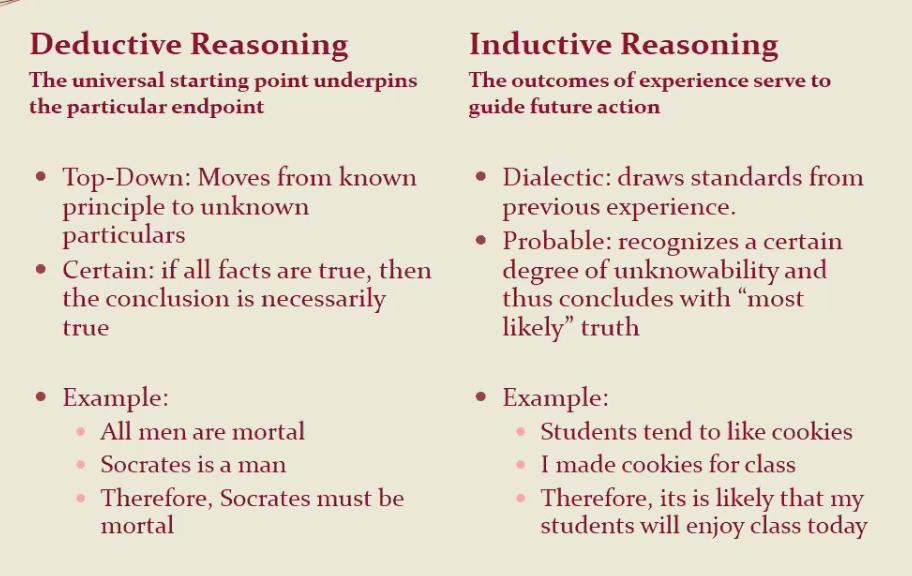 Deductive Reasoning
The universal starting point underpins
the particular endpoint
• Top-Down: Moves from known
principle to unknown
particulars
• Certain: if all facts are true, then
the conclusion is necessarily
true
• Example:
• All men are mortal
• Socrates is a man
• Therefore, Socrates must be
mortal
Inductive Reasoning
The outcomes of experience serve to
guide future action
• Dialectic: draws standards from
previous experience.
• Probable: recognizes a certain
degree of unknowability and
thus concludes with “most
likely” truth
• Example:
• Students tend to like cookies
• I made cookies for class
• Therefore, its is likely that my
students will enjoy class today